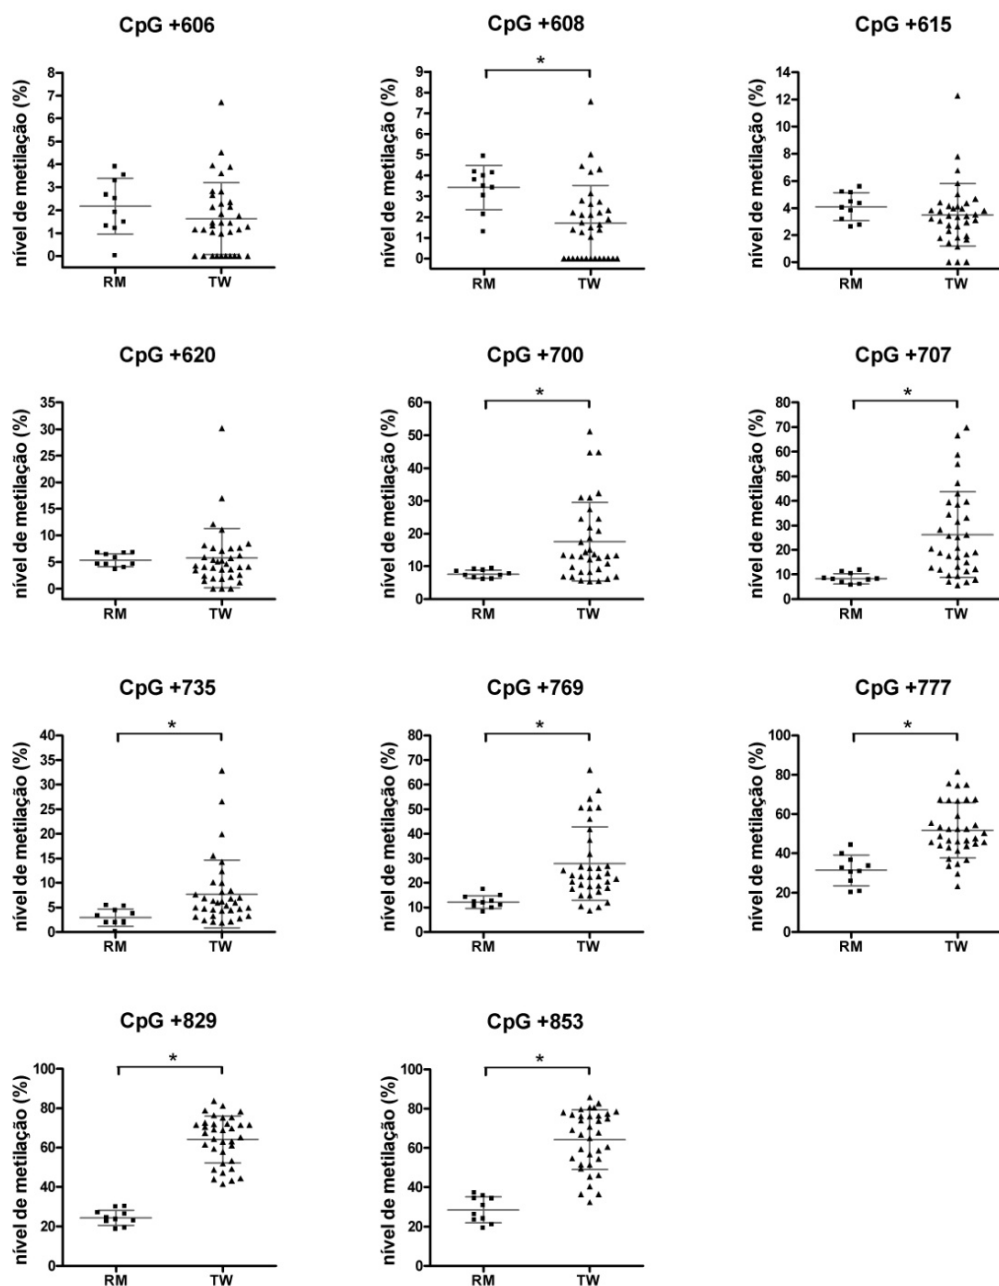 CpG +606
CpG +608
CpG +615
nível de metilação (%)
8
7
6
5
4
3
2
1
0
RM
TW
nível de metilação (%)
*
9
8
7
6
5
4
3
2
1
0
RM
TW
nível de metilação (%)
14
12
10
8
6
4
2
0
RM
TW
CpG +620
CpG +700
CpG +707
nível de metilação (%)
35
30
25
20
15
10
5
0
RM
TW
nível de metilação (%)
*
60
50
40
30
20
10
0
RM
TW
nível de metilação (%)
*
80
70
60
50
40
30
20
10
0
RM
TW
CpG +735
CpG +769
CpG +777
nível de metilação (%)
*
40
35
30
25
20
15
10
5
0
RM
TW
nível de metilação (%)
*
80
70
60
50
40
30
20
10
0
RM
TW
nível de metilação (%)
*
100
80
60
40
20
0
RM
TW
CpG +829
CpG +853
nível de metilação (%)
*
100
80
60
40
20
0
RM
TW
nível de metilação (%)
*
100
80
60
40
20
0
RM
TW